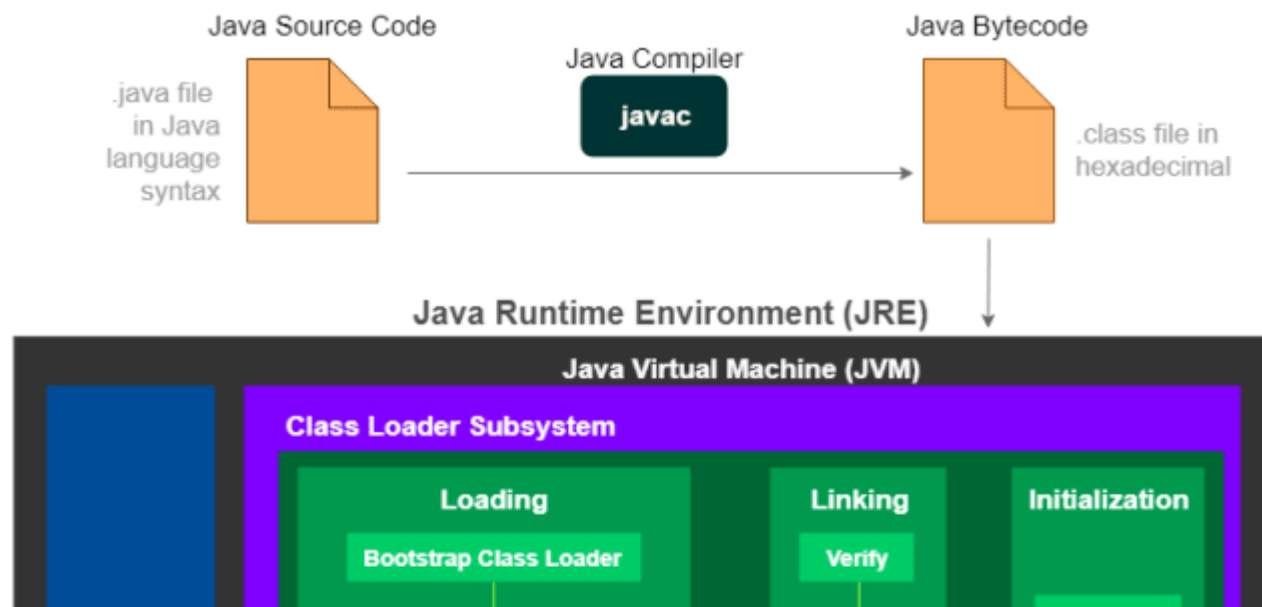 Java Source Code
Java Bytecode
Java Compiler
javac
.java file
in Java
language
syntax
.class file in
hexadecimal
Java Runtime Environment (JRE)
Java Virtual Machine (JVM)
Class Loader Subsystem
Loading
Linking
Initialization
Bootstrap Class Loader
Verify